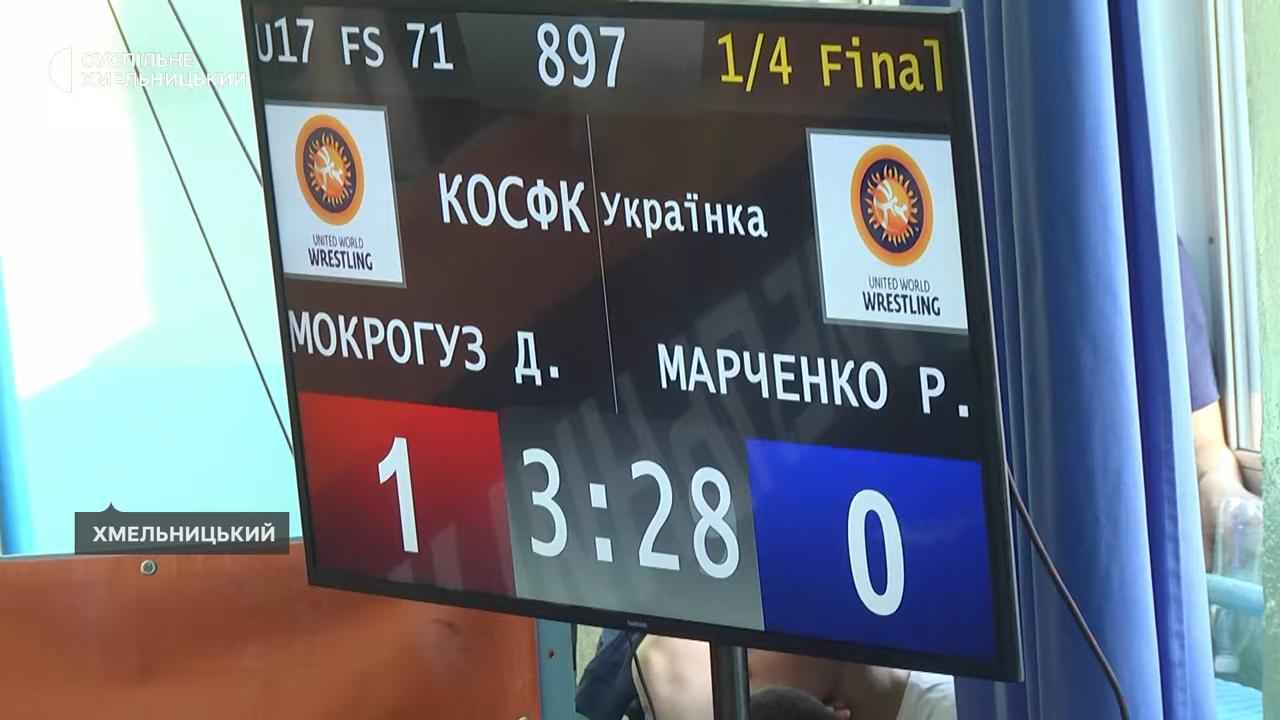 СУСПІЛЬНЕ
ХМЕЛЬНИЦЬКИЙ
U17 FS 71 897 1/4 Final
UNITED WORLD
WRESTLING
КОСФК Українка
UNITED WORLD
WRESTLING
МОКРОГУЗ Д. МАРЧЕНКО Р.
1 3:28 0
SAMSUNG
ХМЕЛЬНИЦЬКИЙ